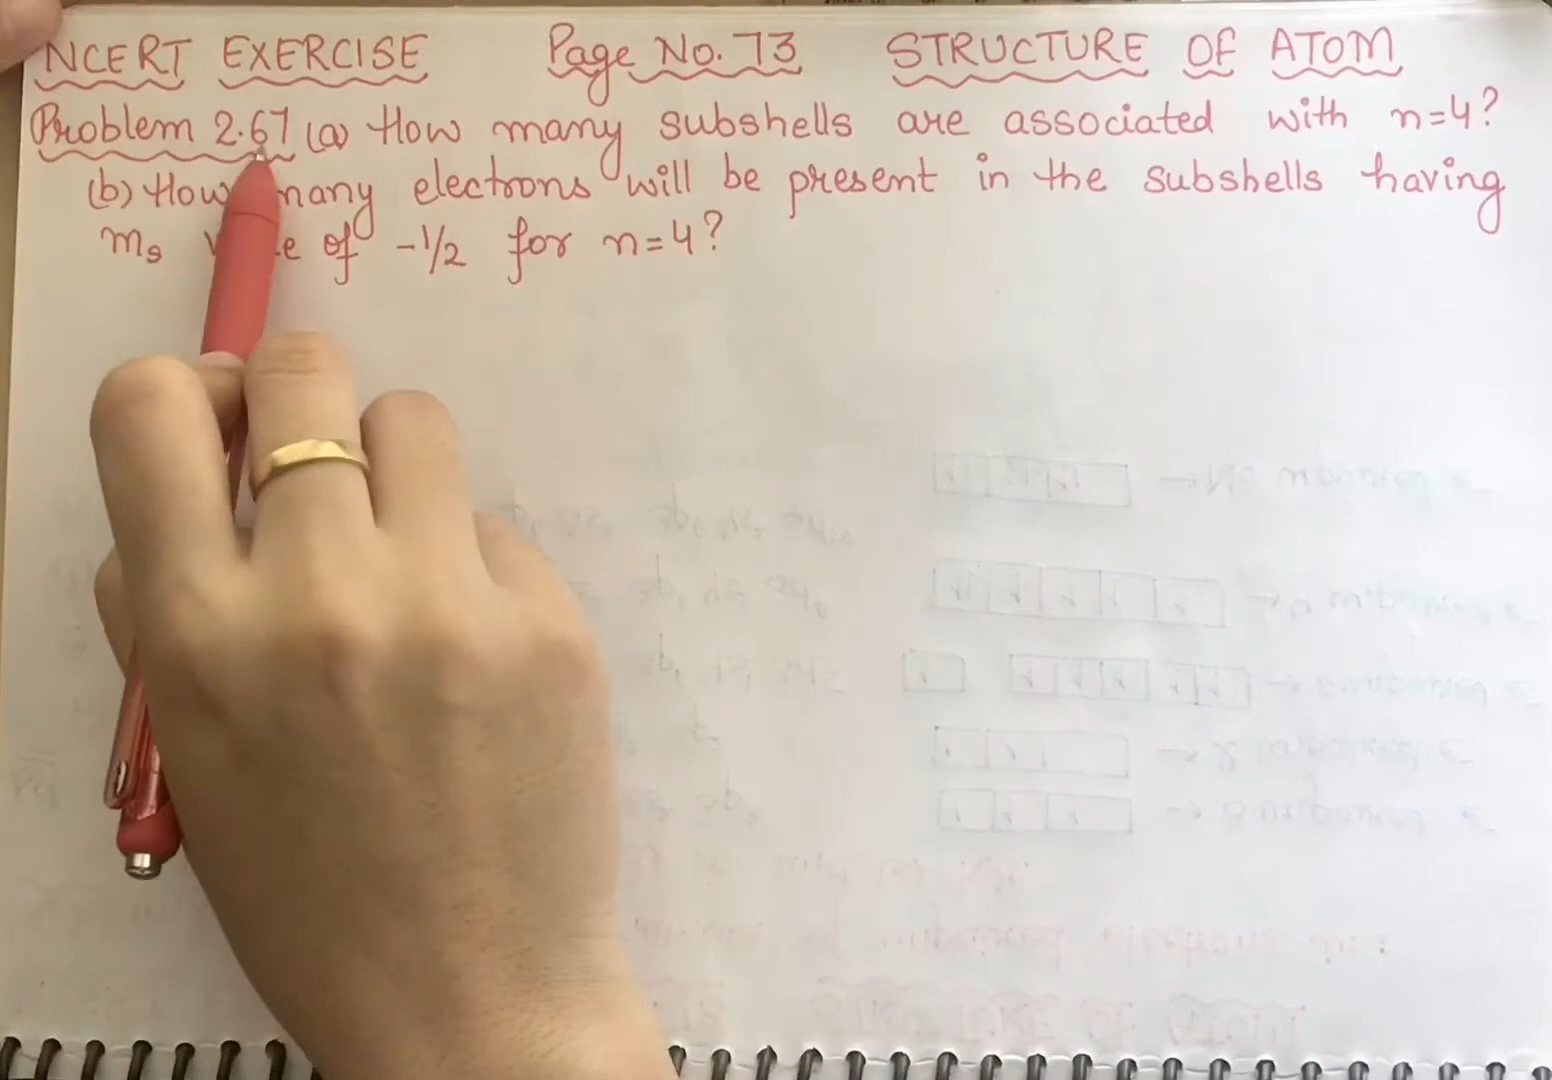 NCERT EXERCISE Page No. 73 STRUCTURE OF ATOM
Problem 2.67 (a) How many subshells are associated with n=4?
(b) How many electrons will be present in the subshells having
ms of -1/2 for n=4?